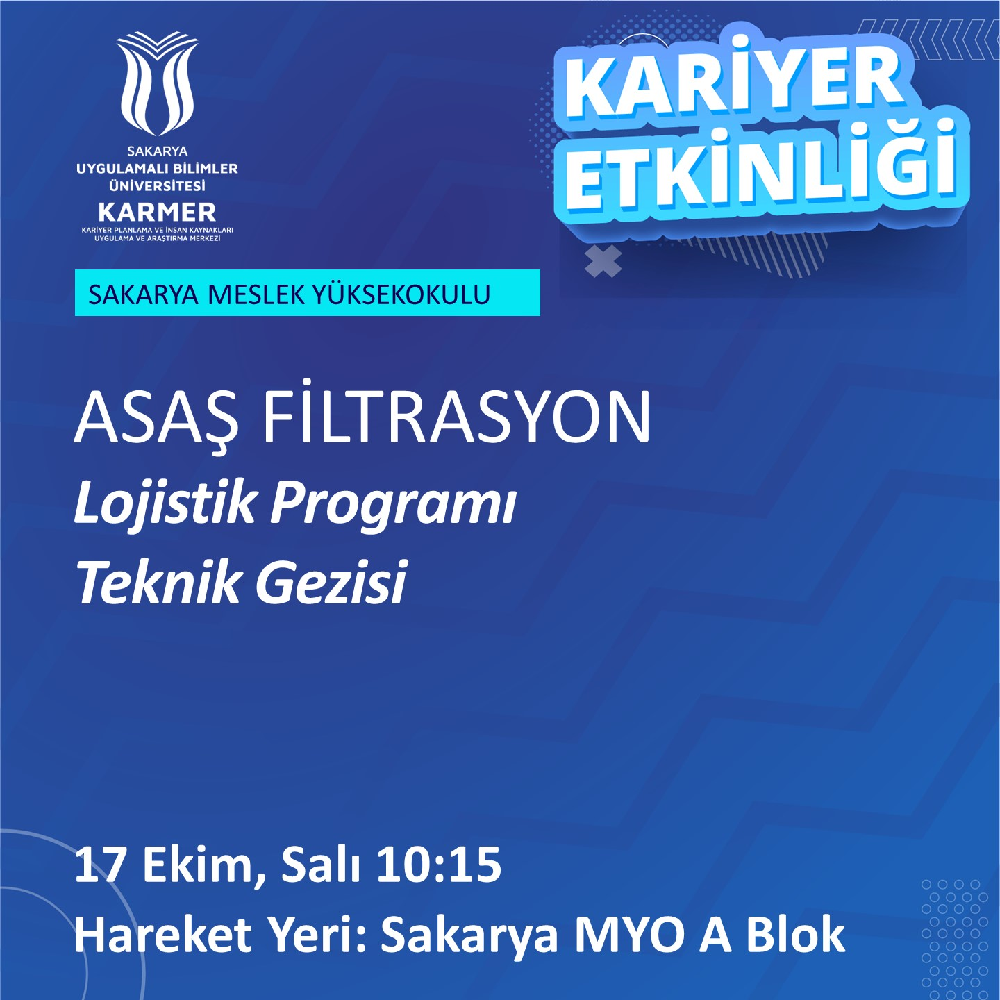 SAKARYA
UYGULAMALI BİLİMLER
ÜNİVERSİTESİ
KARMER
KARİYER PLANLAMA VE İNSAN KAYNAKLARI
UYGULAMA VE ARAŞTIRMA MERKEZİ
KARİYER
ETKİNLİĞİ
SAKARYA MESLEK YÜKSEKOKULU
ASAŞ FİLTRASYON
Lojistik Programı
Teknik Gezisi
17 Ekim, Salı 10:15
Hareket Yeri: Sakarya MYO A Blok